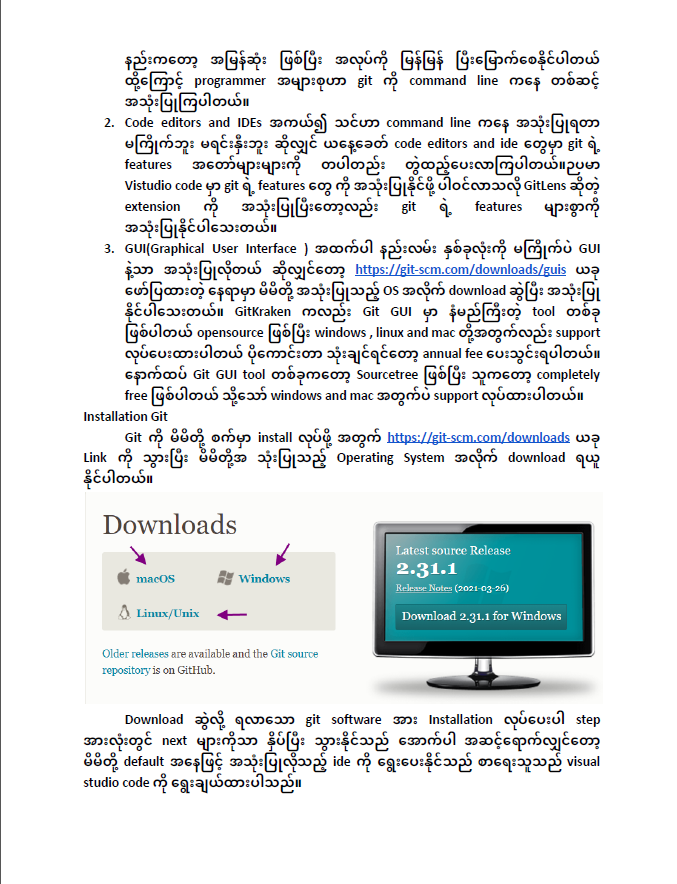 နည်းကတော့ အမြန်ဆုံး ဖြစ်ပြီး အလုပ်ကို မြန်မြန် ပြီးမြောက်စေနိုင်ပါတယ်
ထို့ကြောင့် programmer အများစုဟာ git ကို command line ကနေ တစ်ဆင့်
အသုံးပြုကြပါတယ်။
2. Code editors and IDEs အကယ်၍ သင်ဟာ command line ကနေ အသုံးပြုရတာ
မကြိုက်ဘူး မရင်းနှီးဘူး ဆိုလျှင် ယနေ့ခေတ် code editors and ide တွေမှာ git ရဲ့
features အတော်များများကို တပါတည်း တွဲထည့်ပေးလာကြပါတယ်။ဉပမာ
Vistudio code မှာ git ရဲ့ features တွေ ကို အသုံးပြုနိုင်ဖို့ ပါဝင်လာသလို GitLens ဆိုတဲ့
extension ကို အသုံးပြုပြီးတော့လည်း git ရဲ့ features များစွာကို
အသုံးပြုနိုင်ပါသေးတယ်။
3. GUI(Graphical User Interface ) အထက်ပါ နည်းလမ်း နှစ်ခုလုံးကို မကြိုက်ပဲ GUI
နဲ့သာ အသုံးပြုလိုတယ် ဆိုလျှင်တော့ https://git-scm.com/downloads/guis ယခု
ဖော်ပြထားတဲ့ နေရာမှာ မိမိတို့ အသုံးပြုသည့် OS အလိုက် download ဆွဲပြီး အသုံးပြု
နိုင်ပါသေးတယ်။ GitKraken ကလည်း Git GUI မှာ နံမည်ကြီးတဲ့ tool တစ်ခု
ဖြစ်ပါတယ် opensource ဖြစ်ပြီး windows , linux and mac တို့အတွက်လည်း support
လုပ်ပေးထားပါတယ် ပိုကောင်းတာ သုံးချင်ရင်တော့ annual fee ပေးသွင်းရပါတယ်။
နောက်ထပ် Git GUI tool တစ်ခုကတော့ Sourcetree ဖြစ်ပြီး သူကတော့ completely
free ဖြစ်ပါတယ် သို့သော် windows and mac အတွက်ပဲ support လုပ်ထားပါတယ်။
Installation Git
Git ကို မိမိတို့ စက်မှာ install လုပ်ဖို့ အတွက် https://git-scm.com/downloads ယခု
Link ကို သွားပြီး မိမိတို့အ သုံးပြုသည့် Operating System အလိုက် download ရယူ
နိုင်ပါတယ်။
Downloads
macOS Windows
Linux/Unix
Older releases are available and the Git source
repository is on GitHub.
Latest source Release
2.31.1
Release Notes (2021-03-26)
Download 2.31.1 for Windows
Download ဆွဲလို့ ရလာသော git software အား Installation လုပ်ပေးပါ step
အားလုံးတွင် next များကိုသာ နှိပ်ပြီး သွားနိုင်သည် အောက်ပါ အဆင့်ရောက်လျှင်တော့
မိမိတို့ default အနေဖြင့် အသုံးပြုလိုသည့် ide ကို ရွေးပေးနိုင်သည် စာရေးသူသည် visual
studio code ကို ရွေးချယ်ထားပါသည်။